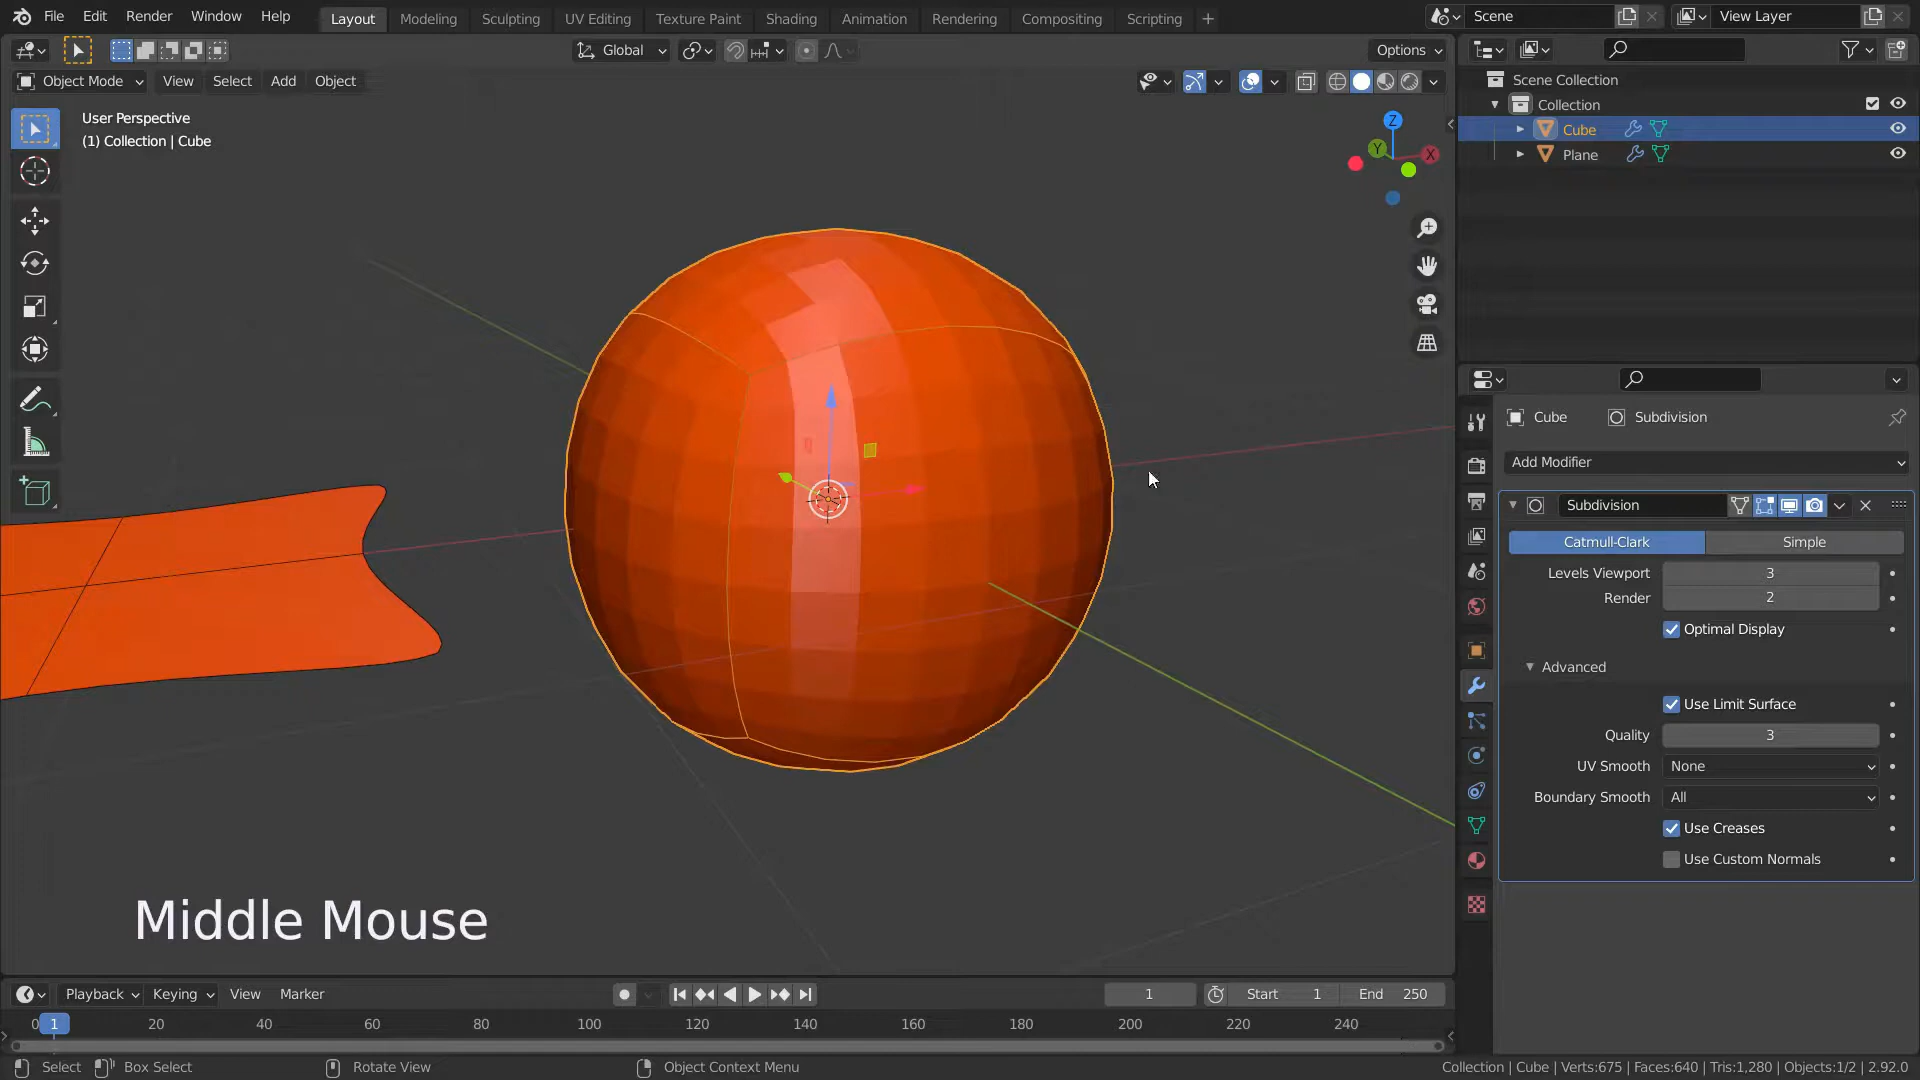 File Edit Render Window Help Layout Modeling Sculpting UV Editing Texture Paint Shading Animation Rendering Compositing Scripting + Scene View Layer
Global Options
Object Mode View Select Add Object
User Perspective
(1) Collection | Cube
Z
Y
X
Scene Collection
Collection
Cube
Plane
Cube Subdivision
Add Modifier
Subdivision
Catmull-Clark Simple
Levels Viewport 3
Render 2
Optimal Display
Advanced
Use Limit Surface
Quality 3
UV Smooth None
Boundary Smooth All
Use Creases
Use Custom Normals
Middle Mouse
Playback Keying View Marker 1 Start 1 End 250
0 1 20 40 60 80 100 120 140 160 180 200 220 240
Select Box Select Rotate View Object Context Menu Collection | Cube | Verts:675 | Faces:640 | Tris:1,280 | Objects:1/2 | 2.92.0